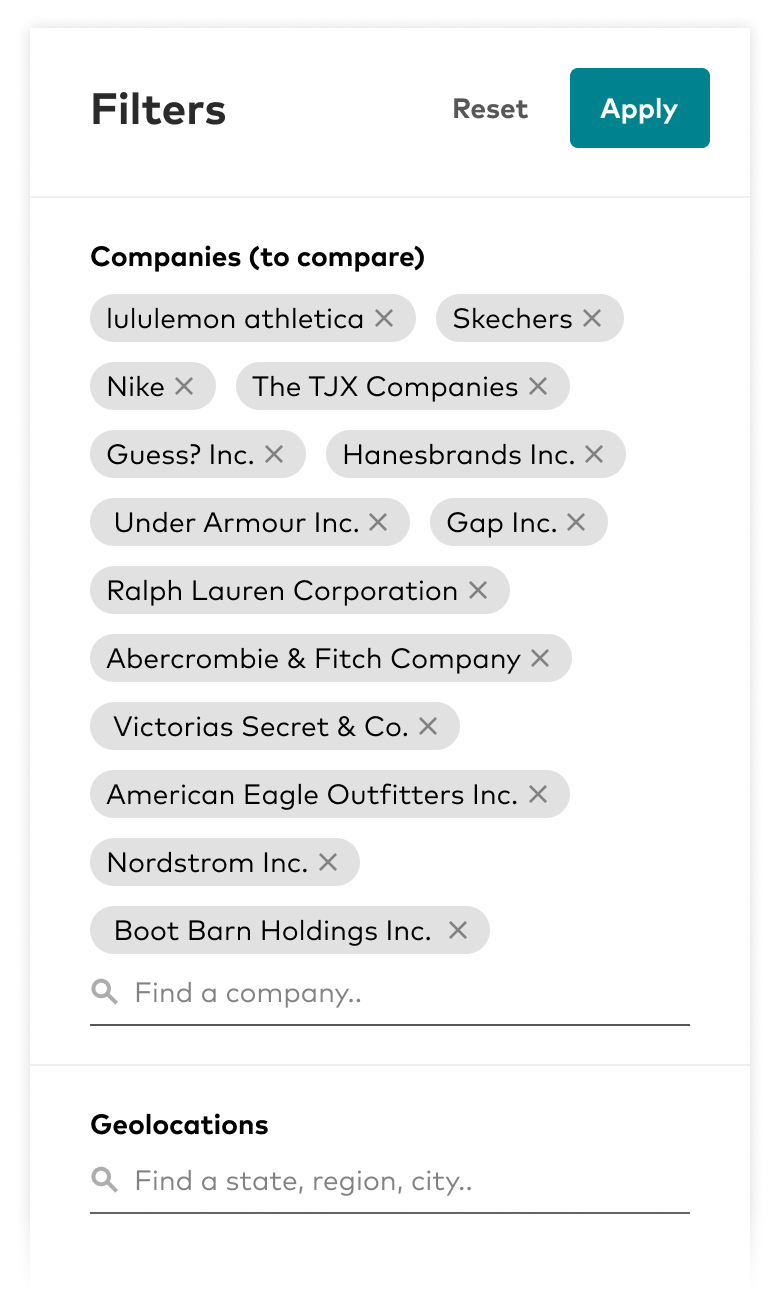 Filters Reset Apply
Companies (to compare)
lululemon athletica × Skechers ×
Nike × The TJX Companies ×
Guess? Inc. × Hanesbrands Inc. ×
Under Armour Inc. × Gap Inc. ×
Ralph Lauren Corporation ×
Abercrombie & Fitch Company ×
Victorias Secret & Co. ×
American Eagle Outfitters Inc. ×
Nordstrom Inc. ×
Boot Barn Holdings Inc. ×
Find a company..
Geolocations
Find a state, region, city..